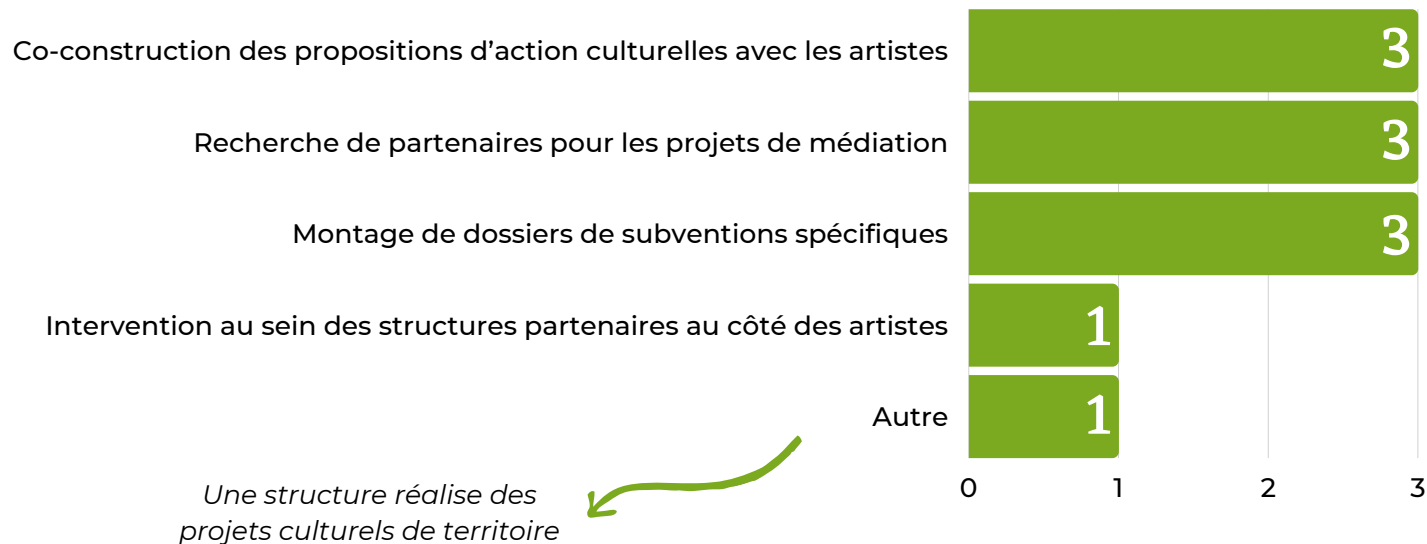 Co-construction des propositions d’action culturelles avec les artistes
3
Recherche de partenaires pour les projets de médiation
3
Montage de dossiers de subventions spécifiques
3
Intervention au sein des structures partenaires au côté des artistes
1
Autre
1
0 1 2 3
Une structure réalise des
projets culturels de territoire